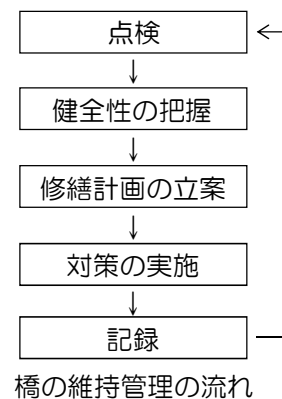 点検
健全性の把握
修繕計画の立案
対策の実施
記録
橋の維持管理の流れ